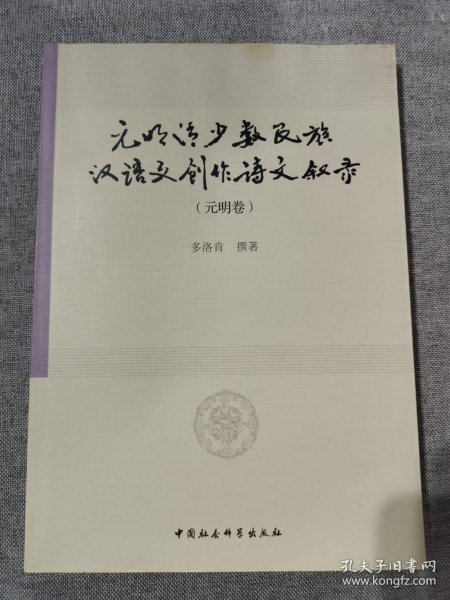 元明清少数民族
汉语文创作诗文叙录
（元明卷）
多洛肯 撰著
中国社会科学出版社
孔夫子旧书网
www.kongfz.com